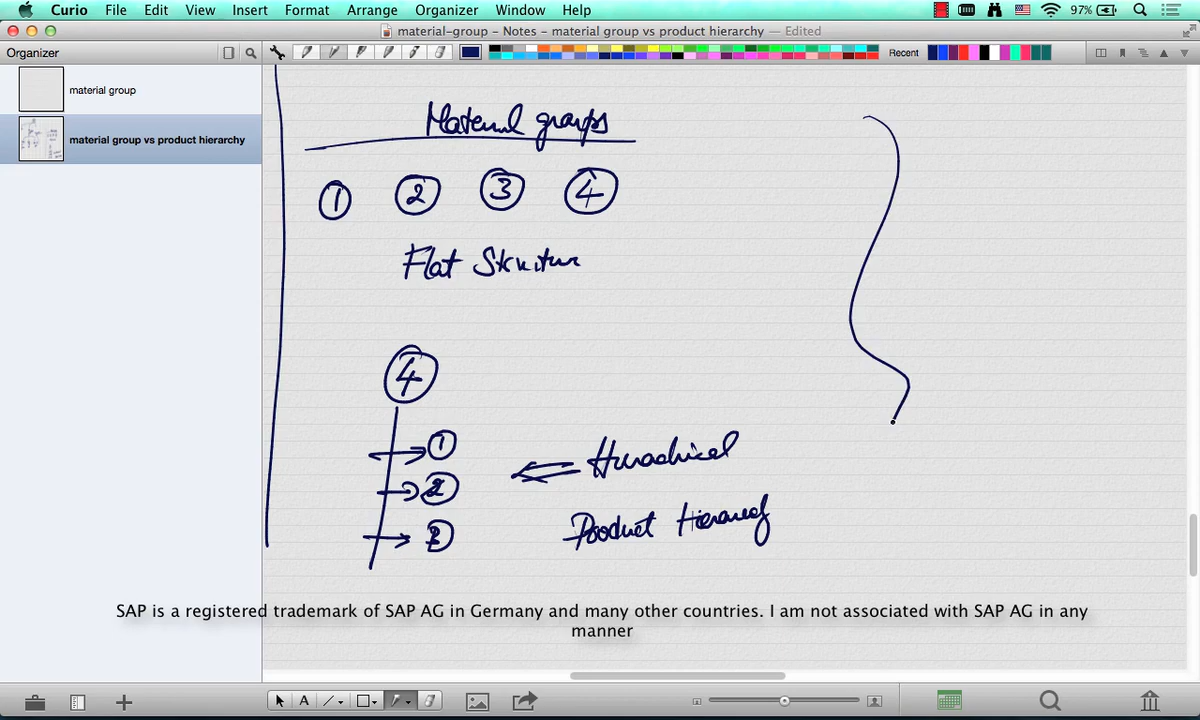 Curio File Edit View Insert Format Arrange Organizer Window Help 97%
material-group – Notes – material group vs product hierarchy — Edited
Organizer
Recent
material group
material group vs product hierarchy
Material groups
1 2 3 4
Flat Structure
4
1
2
3
Hirachical
Product Hierarchy
SAP is a registered trademark of SAP AG in Germany and many other countries. I am not associated with SAP AG in any
manner
A